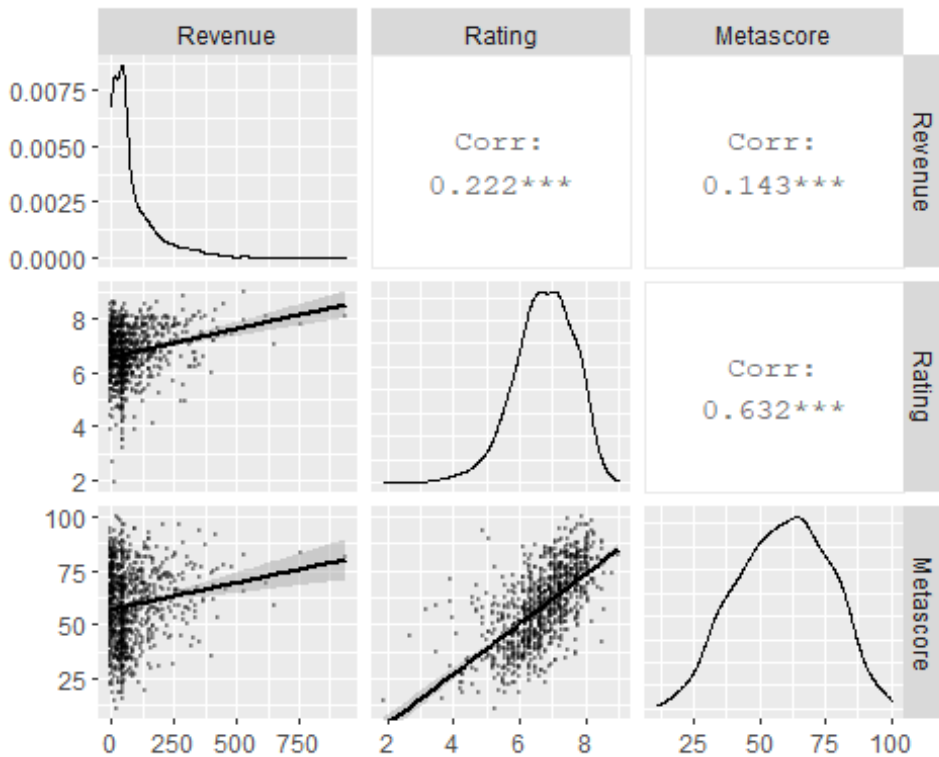 Revenue
Rating
Metascore
0.0075
0.0050
0.0025
0.0000
Corr:
0.222***
Corr:
0.143***
Revenue
8
6
4
2
Corr:
0.632***
Rating
100
75
50
25
Metascore
0 250 500 750
2 4 6 8
25 50 75 100